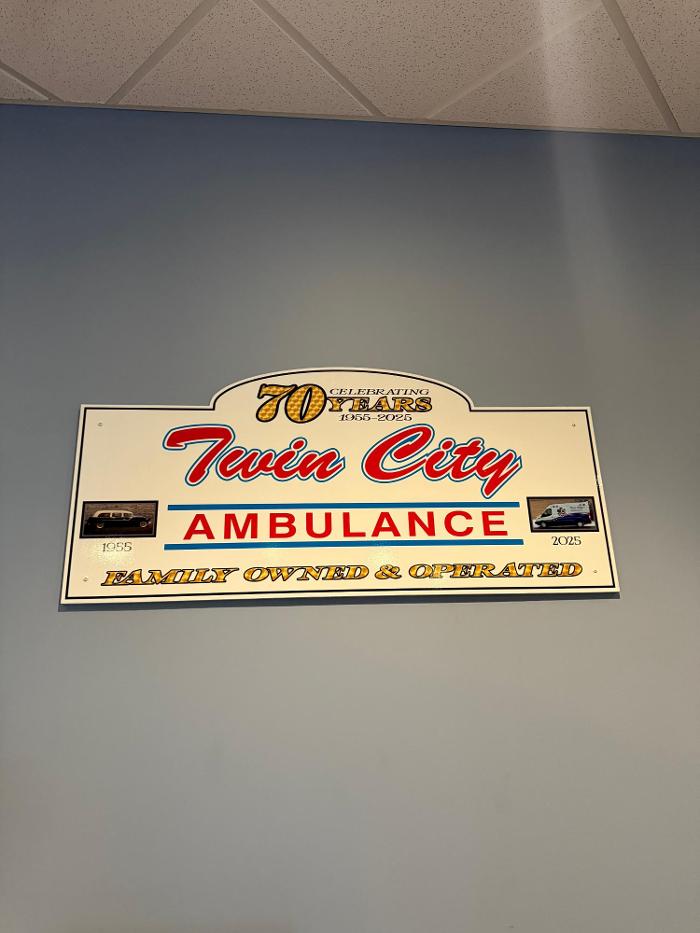 70 CELEBRATING
YEARS
1955-2025
Twin City
AMBULANCE
1955
2025
FAMILY OWNED & OPERATED